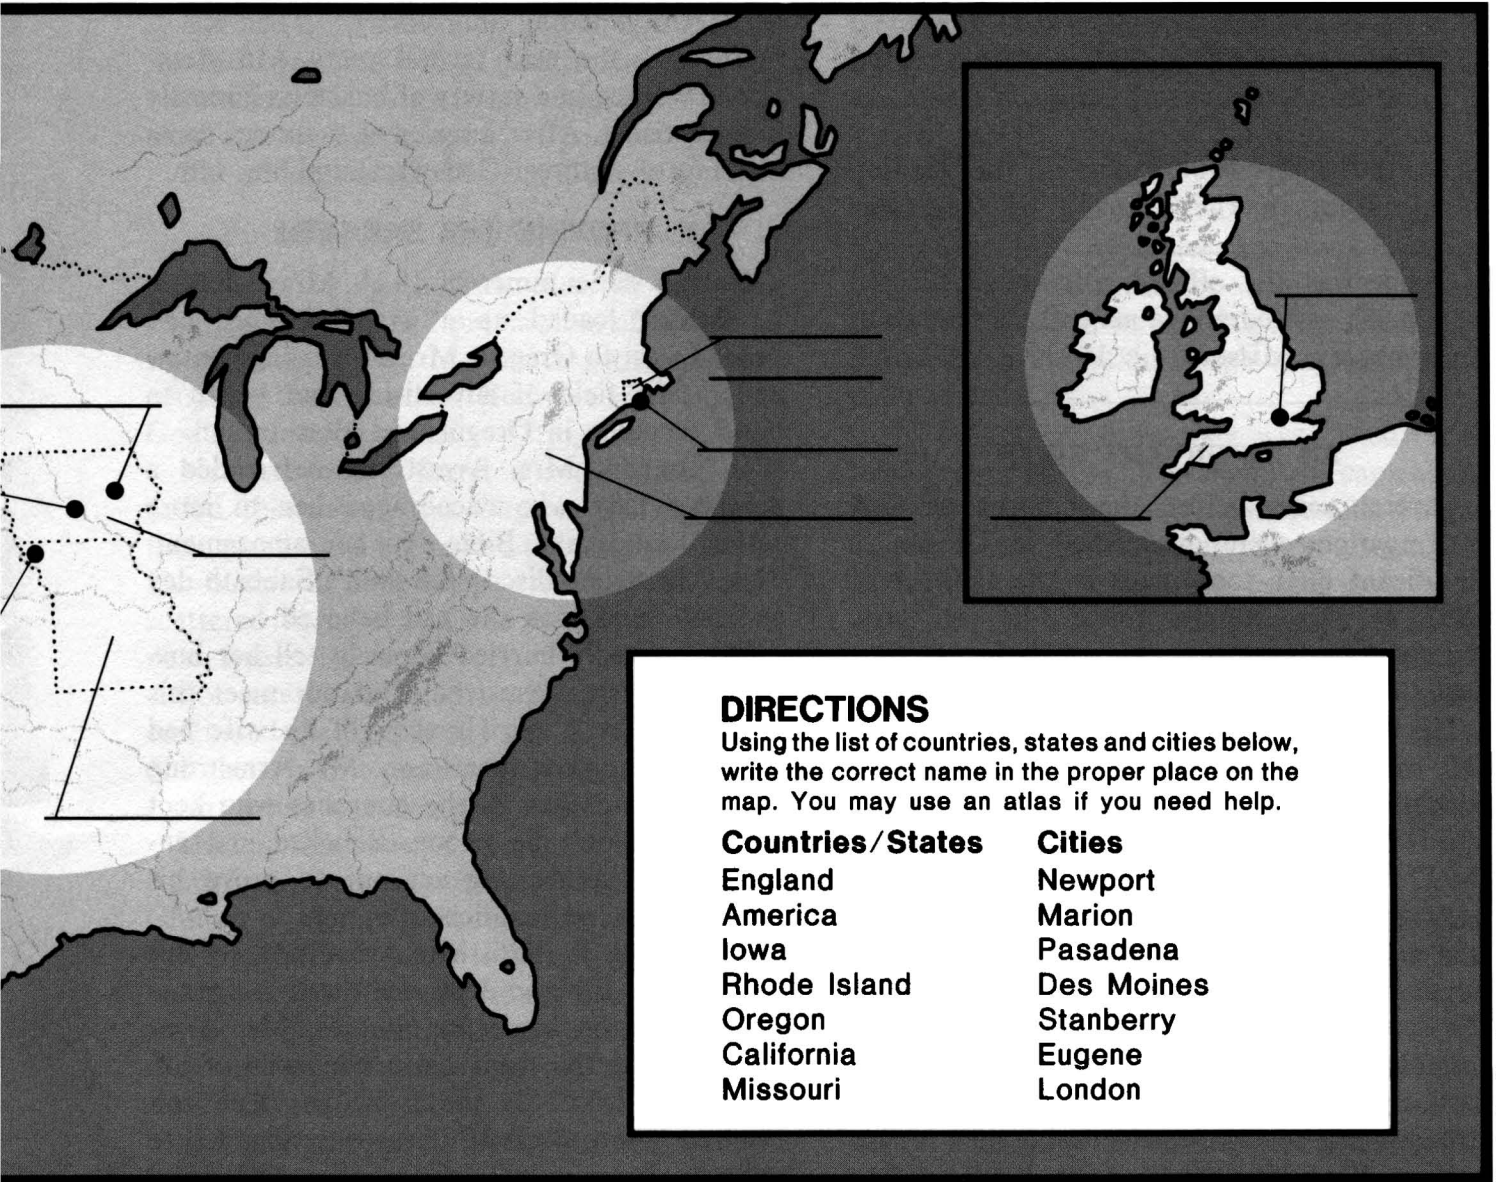 DIRECTIONS
Using the list of countries, states and cities below,
write the correct name in the proper place on the
map. You may use an atlas if you need help.
Countries/States
England
America
Iowa
Rhode Island
Oregon
California
Missouri
Cities
Newport
Marion
Pasadena
Des Moines
Stanberry
Eugene
London